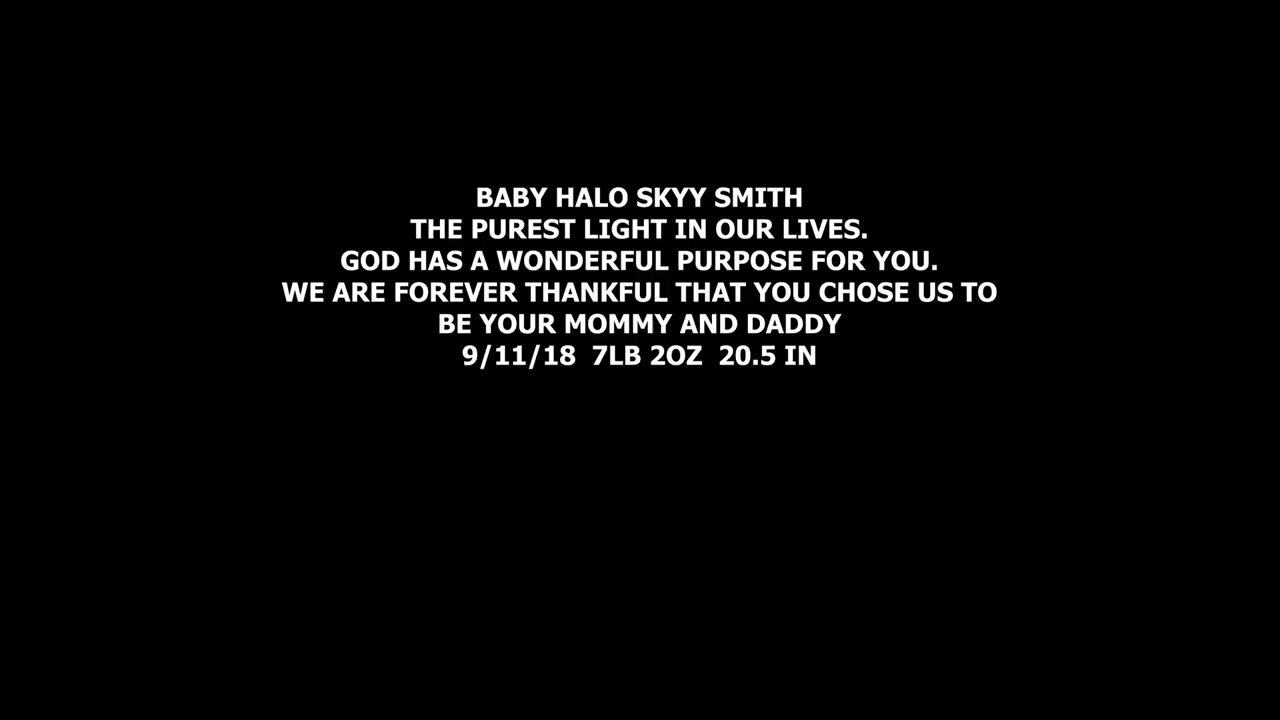 BABY HALO SKYY SMITH
THE PUREST LIGHT IN OUR LIVES.
GOD HAS A WONDERFUL PURPOSE FOR YOU.
WE ARE FOREVER THANKFUL THAT YOU CHOSE US TO
BE YOUR MOMMY AND DADDY
9/11/18  7LB 2OZ  20.5 IN